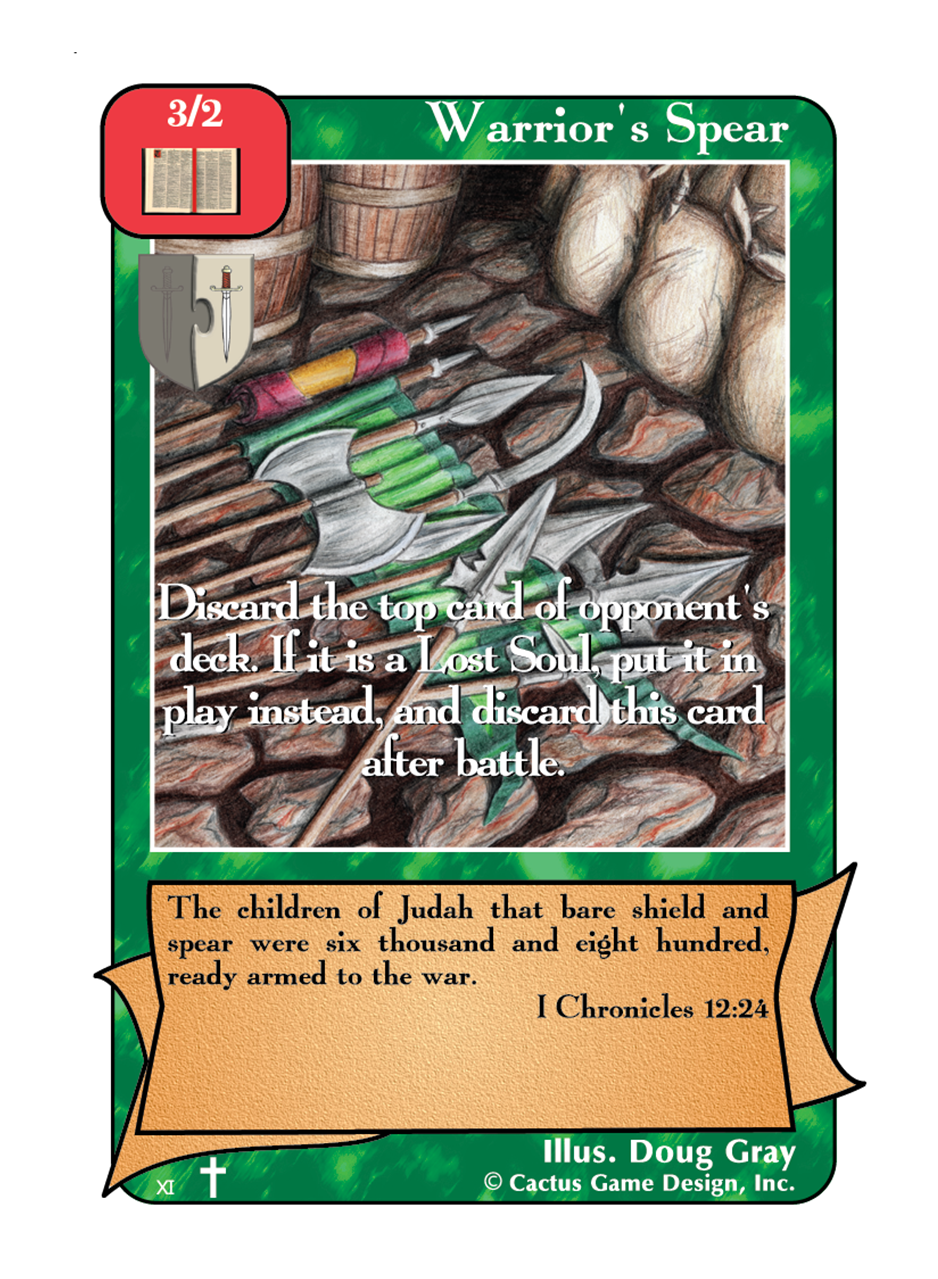 3/2
Warrior's Spear
Discard the top card of opponent's
deck. If it is a Lost Soul, put it in
play instead, and discard this card
after battle.
The children of Judah that bare shield and
spear were six thousand and eight hundred,
ready armed to the war.
I Chronicles 12:24
Illus. Doug Gray
XI
© Cactus Game Design, Inc.